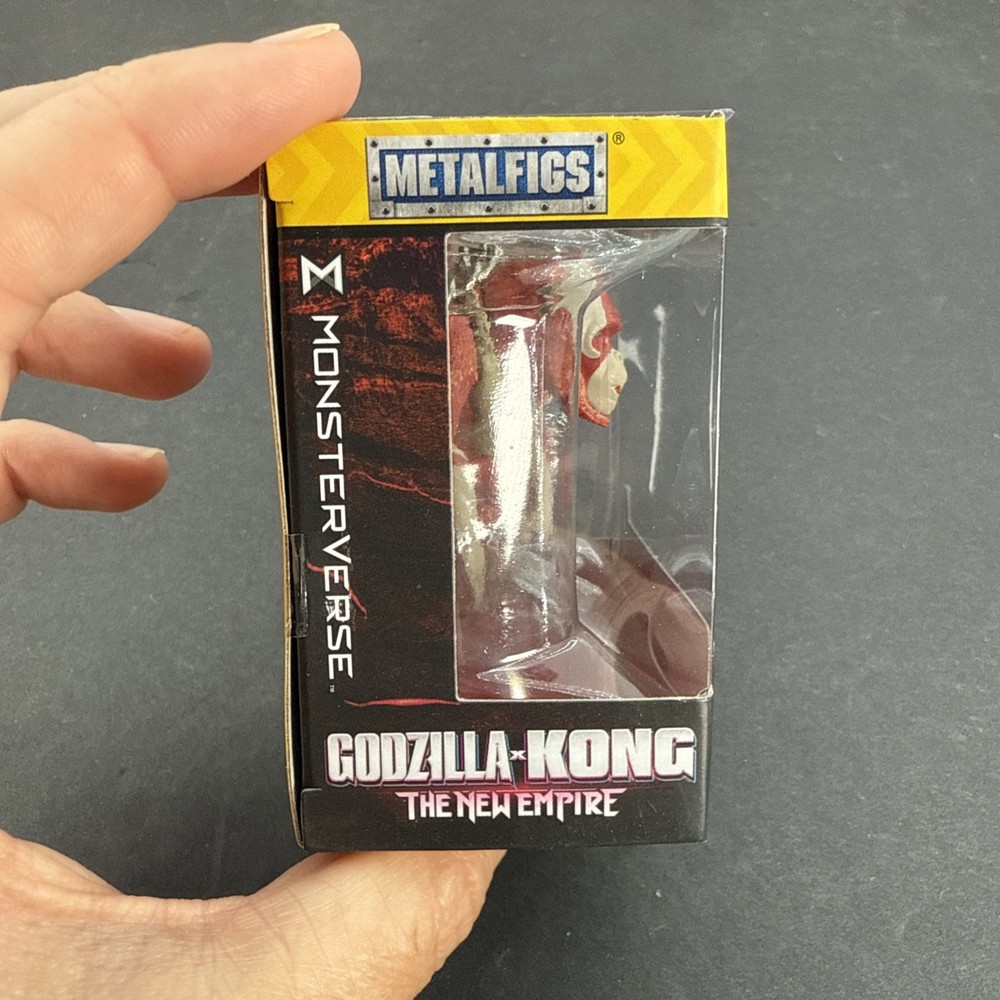 METALFIGS®
MONSTERVERSE™
GODZILLA x KONG
THE NEW EMPIRE